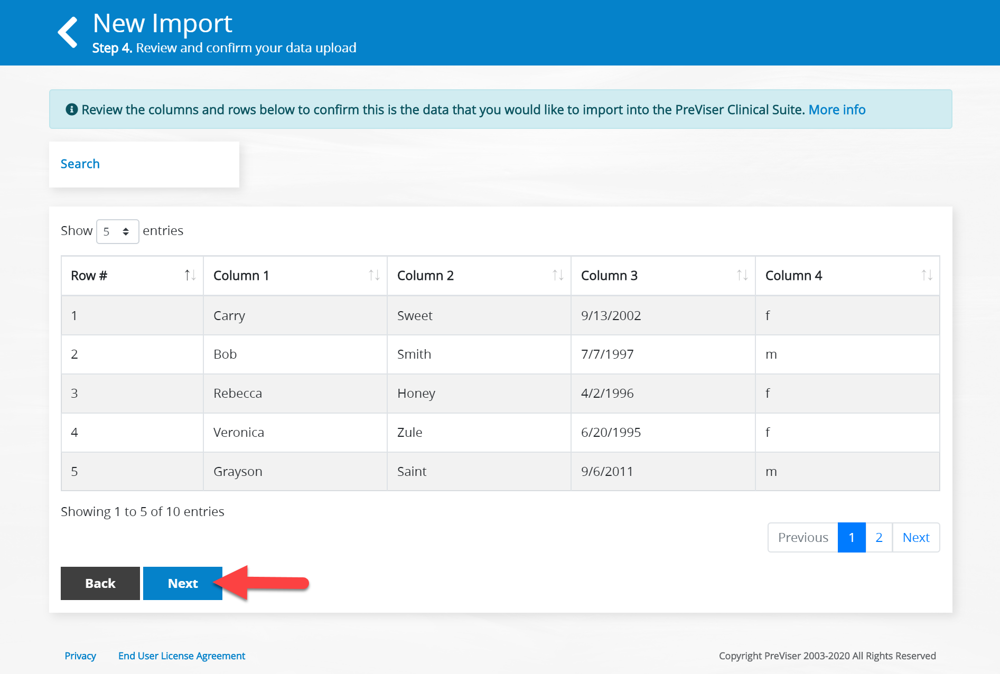 New Import
Step 4. Review and confirm your data upload
Review the columns and rows below to confirm this is the data that you would like to import into the PreViser Clinical Suite. More info
Search
Show 5 entries
Row # Column 1 Column 2 Column 3 Column 4
1 Carry Sweet 9/13/2002 f
2 Bob Smith 7/7/1997 m
3 Rebecca Honey 4/2/1996 f
4 Veronica Zule 6/20/1995 f
5 Grayson Saint 9/6/2011 m
Showing 1 to 5 of 10 entries
Previous 1 2 Next
Back Next
Privacy End User License Agreement Copyright PreViser 2003-2020 All Rights Reserved